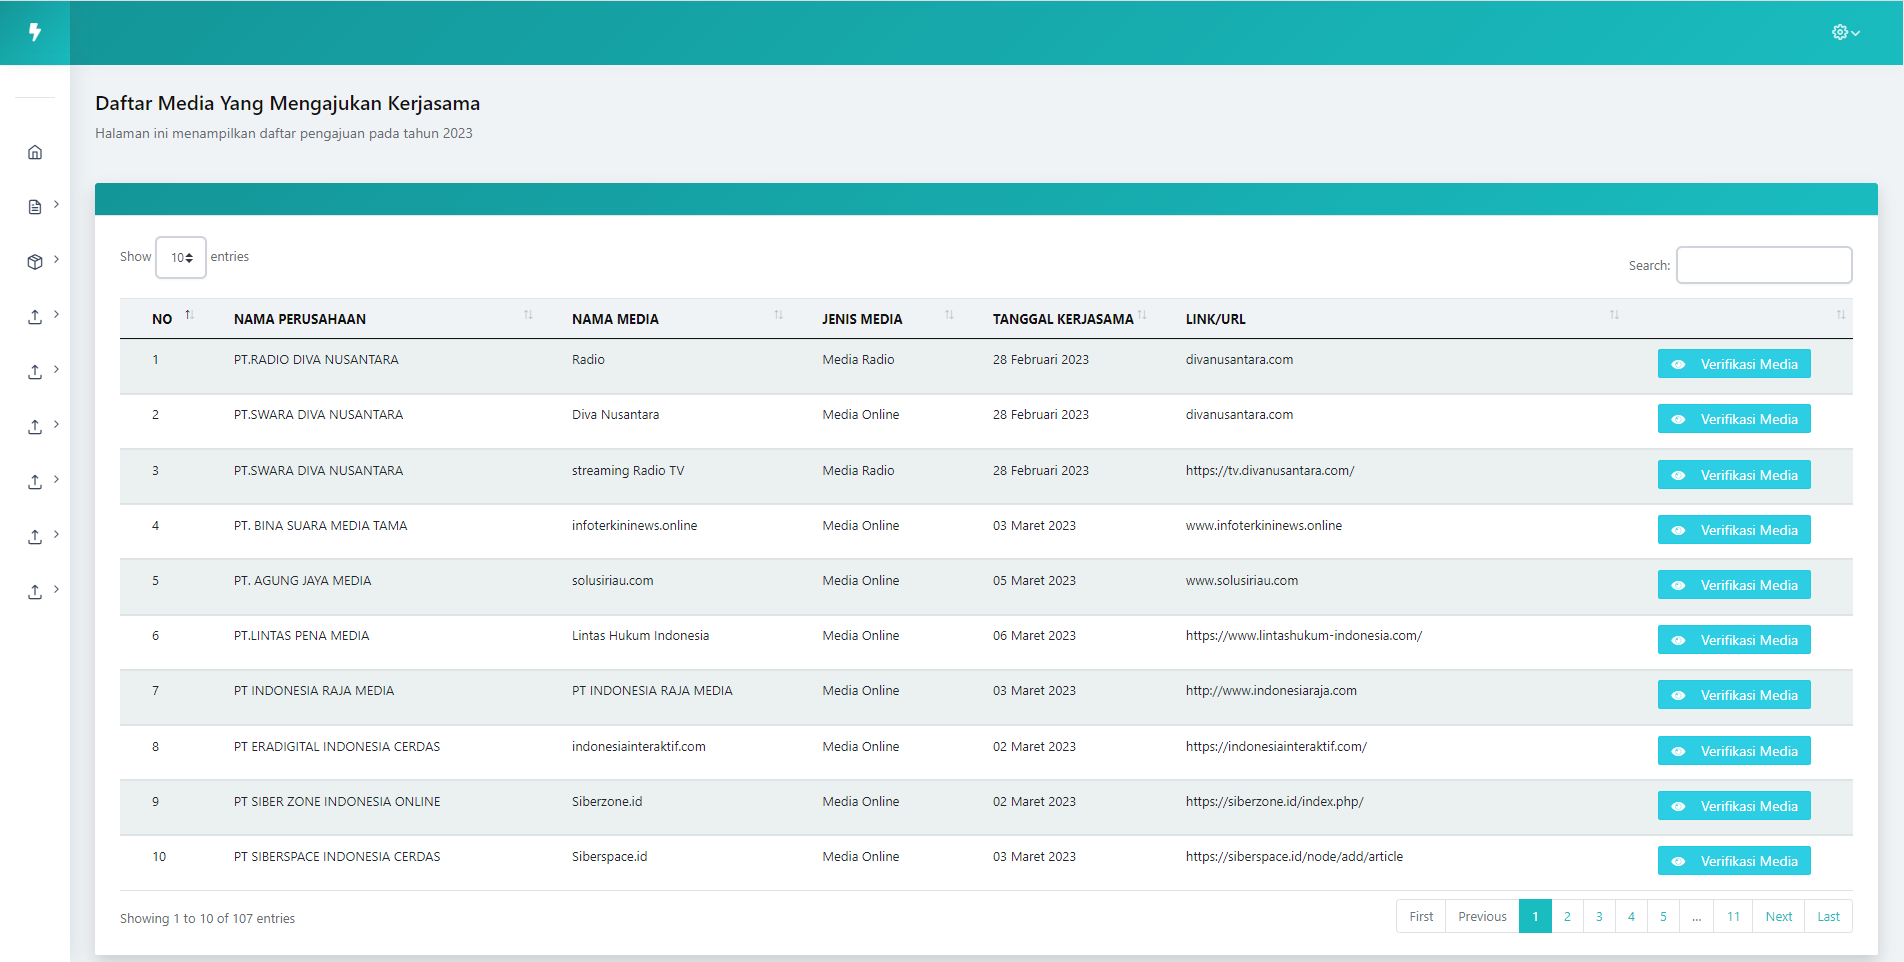 Daftar Media Yang Mengajukan Kerjasama
Halaman ini menampilkan daftar pengajuan pada tahun 2023
Show 10 entries
Search:
NO NAMA PERUSAHAAN NAMA MEDIA JENIS MEDIA TANGGAL KERJASAMA LINK/URL
1 PT.RADIO DIVA NUSANTARA Radio Media Radio 28 Februari 2023 divanusantara.com Verifikasi Media
2 PT.SWARA DIVA NUSANTARA Diva Nusantara Media Online 28 Februari 2023 divanusantara.com Verifikasi Media
3 PT.SWARA DIVA NUSANTARA streaming Radio TV Media Radio 28 Februari 2023 https://tv.divanusantara.com/ Verifikasi Media
4 PT. BINA SUARA MEDIA TAMA infoterkininews.online Media Online 03 Maret 2023 www.infoterkininews.online Verifikasi Media
5 PT. AGUNG JAYA MEDIA solusiriau.com Media Online 05 Maret 2023 www.solusiriau.com Verifikasi Media
6 PT.LINTAS PENA MEDIA Lintas Hukum Indonesia Media Online 06 Maret 2023 https://www.lintashukum-indonesia.com/ Verifikasi Media
7 PT INDONESIA RAJA MEDIA PT INDONESIA RAJA MEDIA Media Online 03 Maret 2023 http://www.indonesiaraja.com Verifikasi Media
8 PT ERADIGITAL INDONESIA CERDAS indonesiainteraktif.com Media Online 02 Maret 2023 https://indonesiainteraktif.com/ Verifikasi Media
9 PT SIBER ZONE INDONESIA ONLINE Siberzone.id Media Online 02 Maret 2023 https://siberzone.id/index.php/ Verifikasi Media
10 PT SIBERSPACE INDONESIA CERDAS Siberspace.id Media Online 03 Maret 2023 https://siberspace.id/node/add/article Verifikasi Media
Showing 1 to 10 of 107 entries
First Previous 1 2 3 4 5 ... 11 Next Last